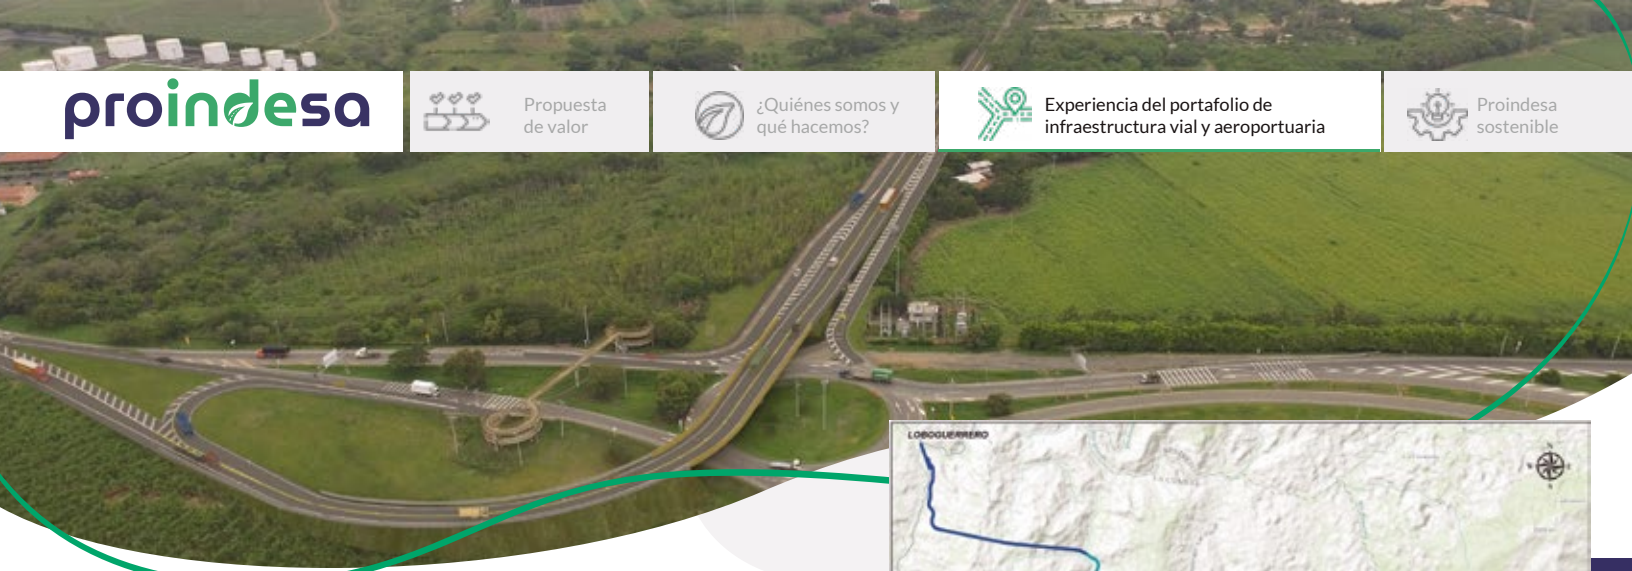 proindesa
Propuesta
de valor
¿Quiénes somos y
qué hacemos?
Experiencia del portafolio de
infraestructura vial y aeroportuaria
Proindesa
sostenible
LOBOGUERRERO